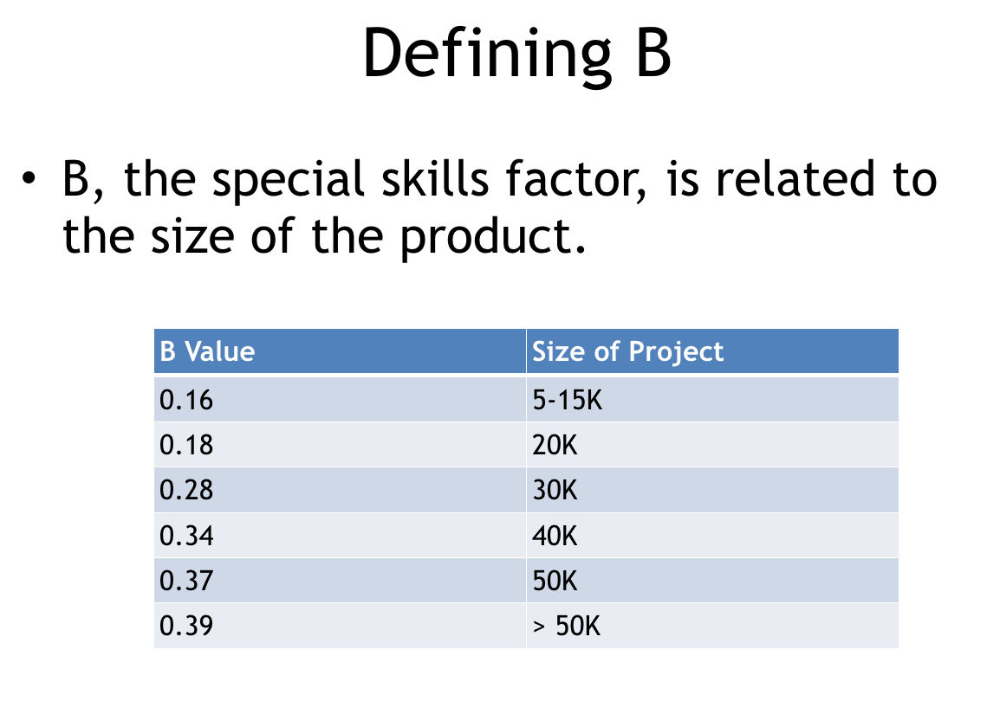 Defining B
• B, the special skills factor, is related to
the size of the product.
B Value Size of Project
0.16 5-15K
0.18 20K
0.28 30K
0.34 40K
0.37 50K
0.39 > 50K